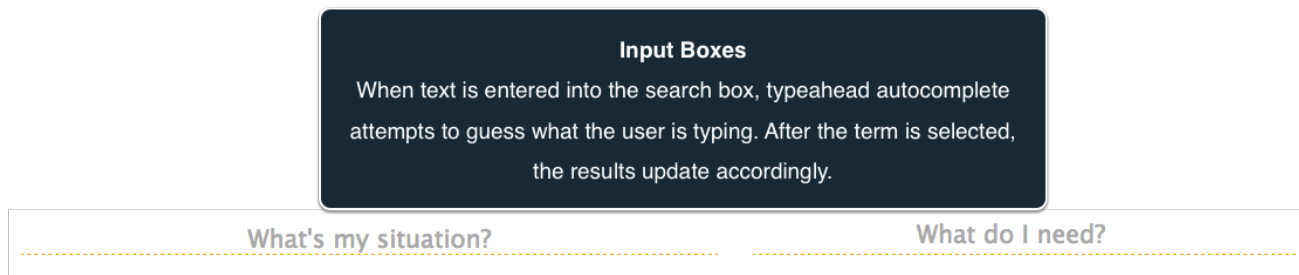 Input Boxes
When text is entered into the search box, typeahead autocomplete
attempts to guess what the user is typing. After the term is selected,
the results update accordingly.
What's my situation?
What do I need?